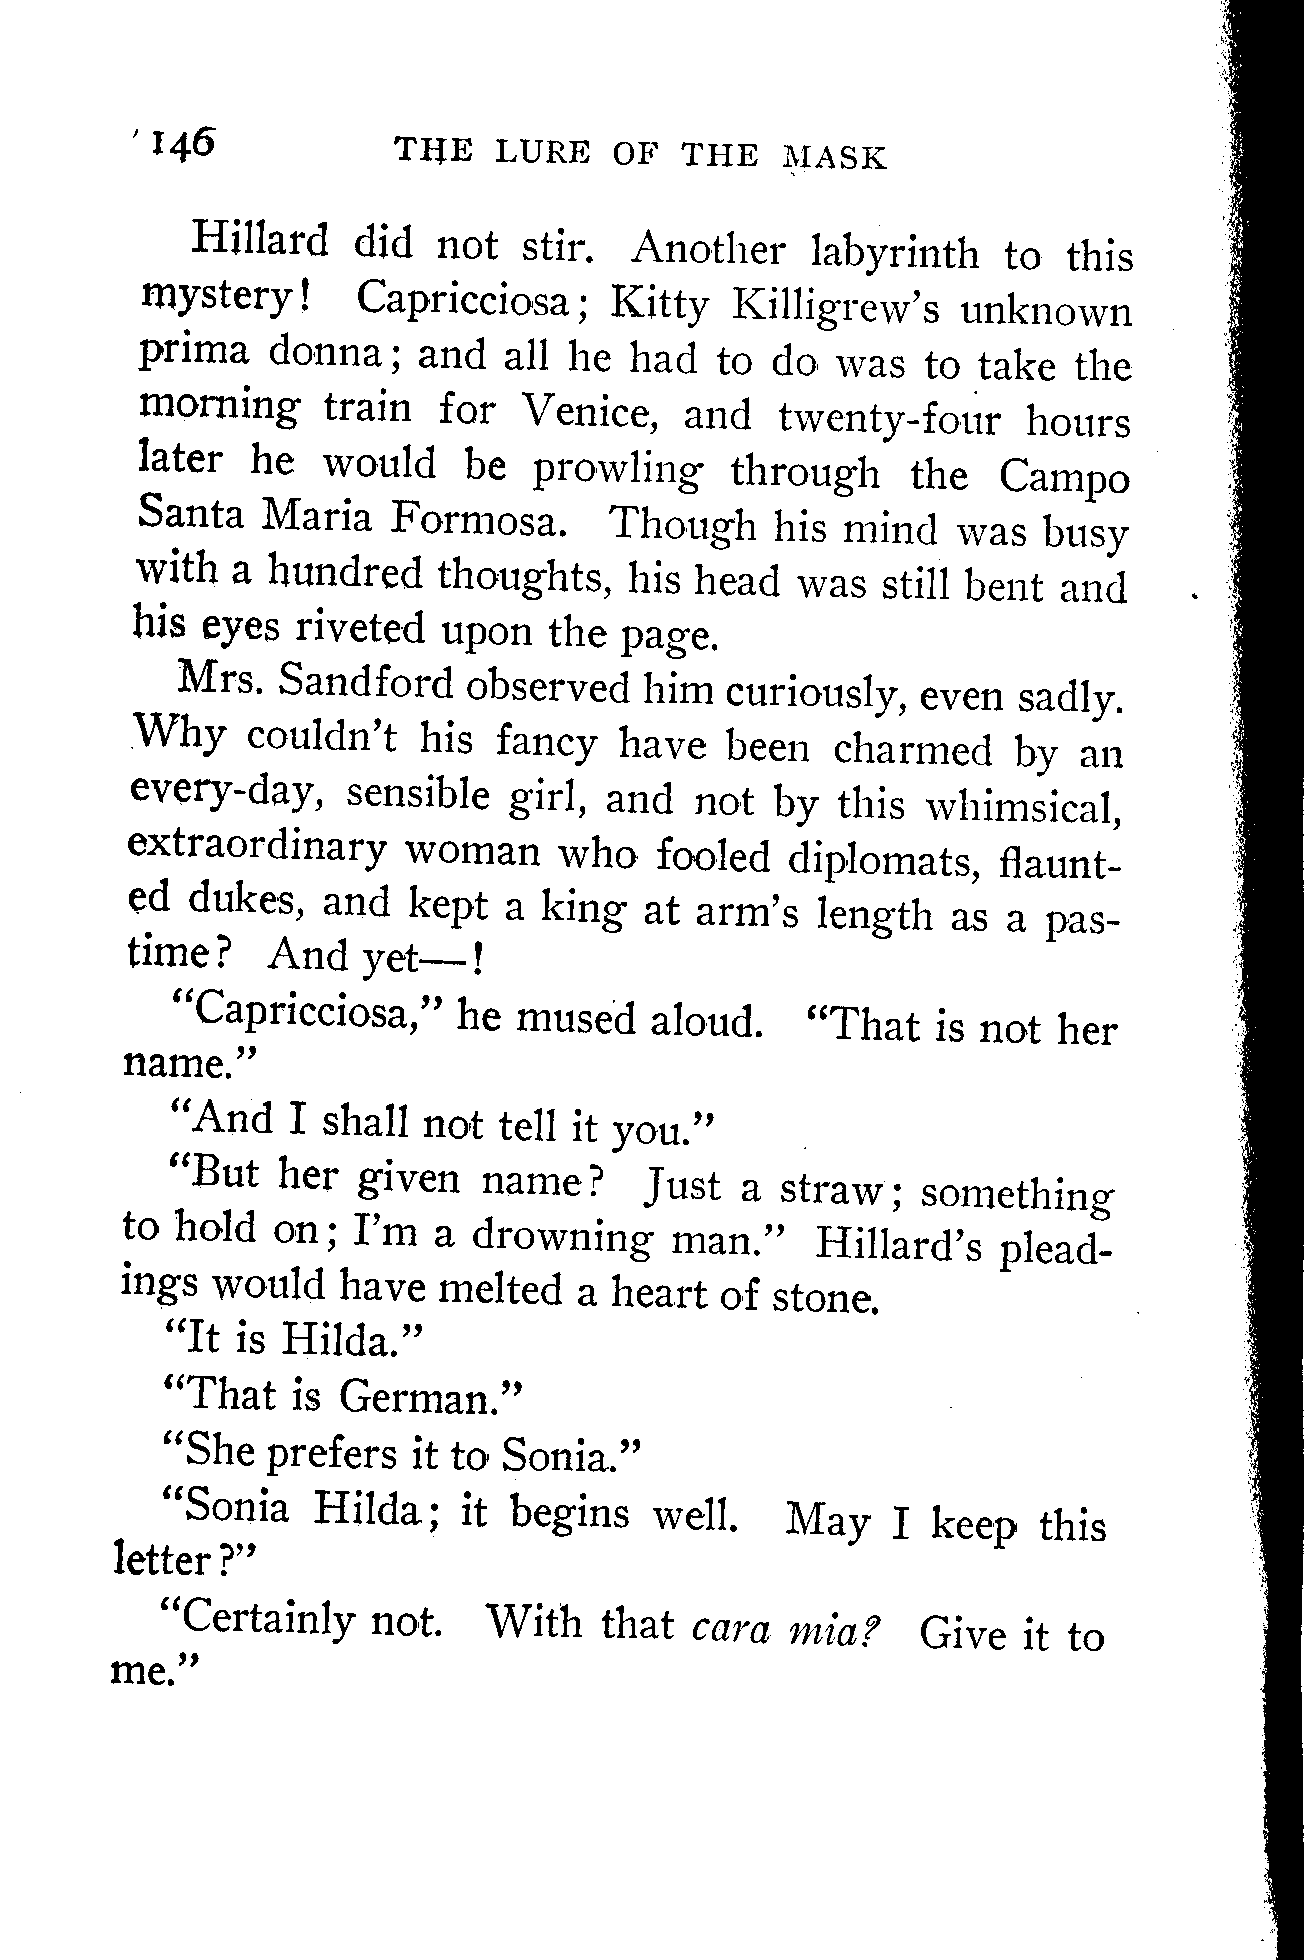 146 THE LURE OF THE MASK
Hillard did not stir. Another labyrinth to this
mystery! Capricciosa; Kitty Killigrew's unknown
prima donna; and all he had to do was to take the
morning train for Venice, and twenty-four hours
later he would be prowling through the Campo
Santa Maria Formosa. Though his mind was busy
with a hundred thoughts, his head was still bent and
his eyes riveted upon the page.
Mrs. Sandford observed him curiously, even sadly.
Why couldn't his fancy have been charmed by an
every-day, sensible girl, and not by this whimsical,
extraordinary woman who fooled diplomats, flaunt-
ed dukes, and kept a king at arm's length as a pas-
time? And yet—!
"Capricciosa," he mused aloud. "That is not her
name."
"And I shall not tell it you."
"But her given name? Just a straw; something
to hold on; I'm a drowning man." Hillard's plead-
ings would have melted a heart of stone.
"It is Hilda."
"That is German."
"She prefers it to Sonia."
"Sonia Hilda; it begins well. May I keep this
letter?"
"Certainly not. With that cara mia? Give it to
me."